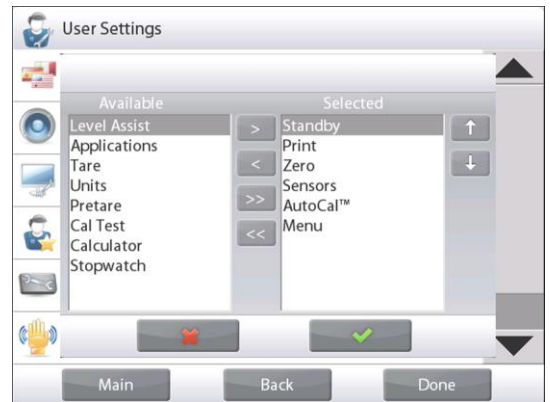 User Settings
Available
Selected
Level Assist
Applications
Tare
Units
Pretare
Cal Test
Calculator
Stopwatch
>
<
>>
<<
Standby
Print
Zero
Sensors
AutoCal™
Menu
↑
↓
Main
Back
Done